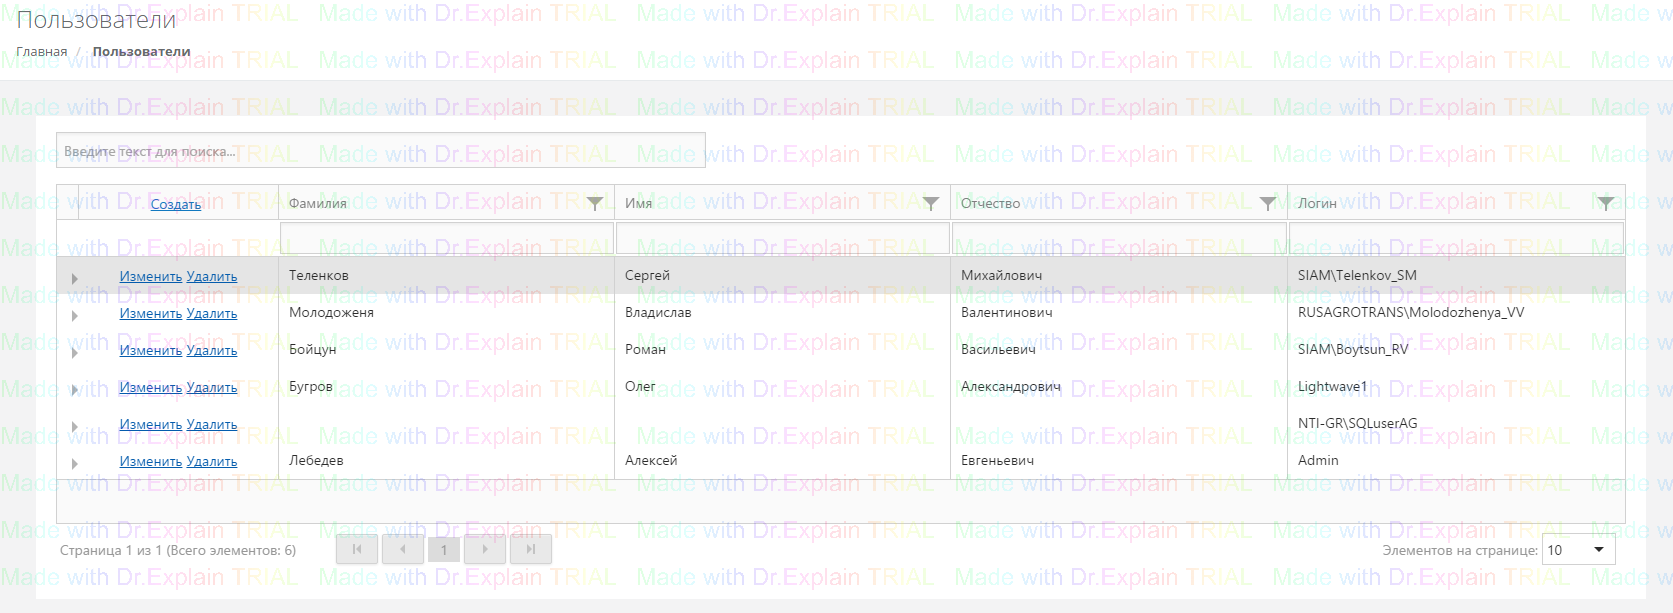 Пользователи
Главная / Пользователи
Введите текст для поиска...
Создать Фамилия Имя Отчество Логин
Изменить Удалить Теленков Сергей Михайлович SIAM\Telenkov_SM
Изменить Удалить Молодоженя Владислав Валентинович RUSAGROTRANS\Molodozhenya_VV
Изменить Удалить Бойцун Роман Васильевич SIAM\Boytsun_RV
Изменить Удалить Бугров Олег Александрович Lightwave1
Изменить Удалить NTI-GR\SQLuserAG
Изменить Удалить Лебедев Алексей Евгеньевич Admin
Страница 1 из 1 (Всего элементов: 6) 1 Элементов на странице: 10
Made with Dr.Explain TRIAL